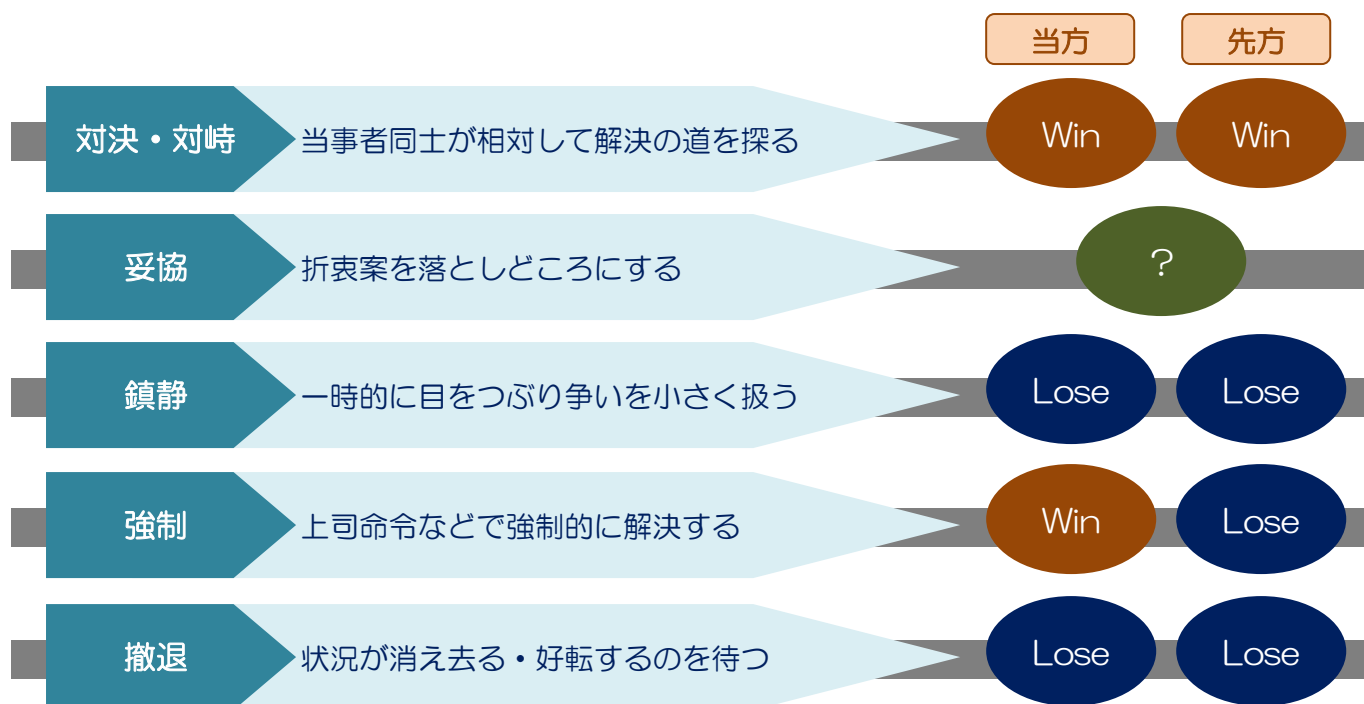 当方 先方
対決・対峙 当事者同士が相対して解決の道を探る Win Win
妥協 折衷案を落としどころにする ?
鎮静 一時的に目をつぶり争いを小さく扱う Lose Lose
強制 上司命令などで強制的に解決する Win Lose
撤退 状況が消え去る・好転するのを待つ Lose Lose